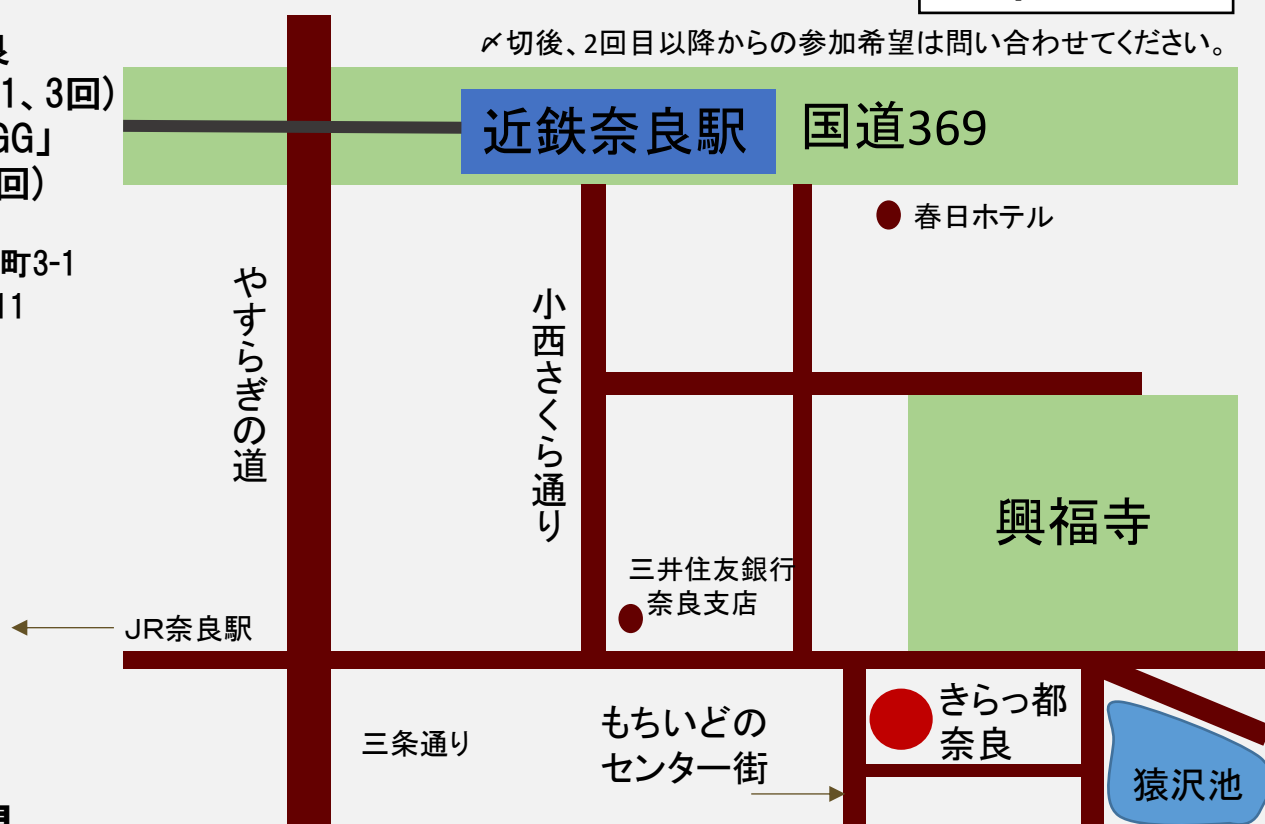 〆切後、2回目以降からの参加希望は問い合わせてください。
良
1、3回)
GG」
回)
町3-1
11
近鉄奈良駅
国道369
春日ホテル
やすらぎの道
小西さくら通り
興福寺
三井住友銀行
奈良支店
JR奈良駅
三条通り
もちいどの
センター街
きらっ都
奈良
猿沢池